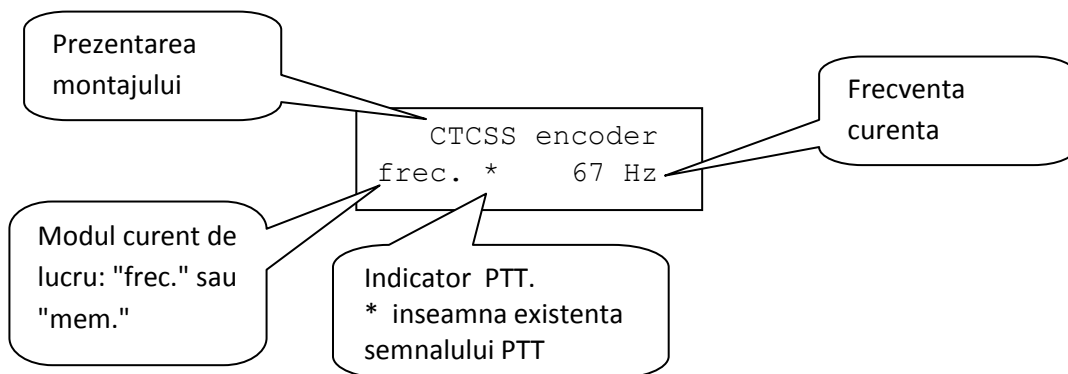 Prezentarea
montajului
CTCSS encoder
frec. * 67 Hz
Frecventa
curenta
Modul curent de
lucru: "frec." sau
"mem."
Indicator PTT.
* inseamna existenta
semnalului PTT